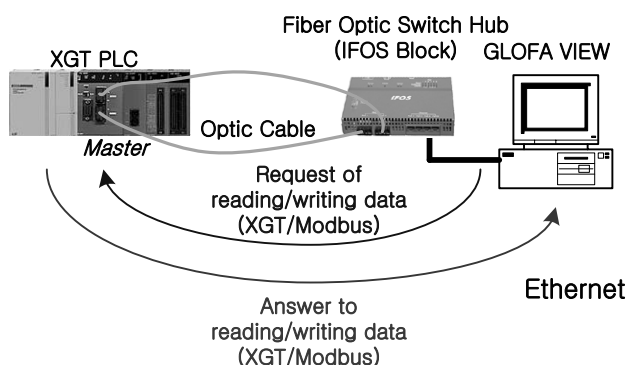 Fiber Optic Switch Hub
(IFOS Block)
GLOFA VIEW
XGT PLC
IFOS
Optic Cable
Master
Request of
reading/writing data
(XGT/Modbus)
Ethernet
Answer to
reading/writing data
(XGT/Modbus)